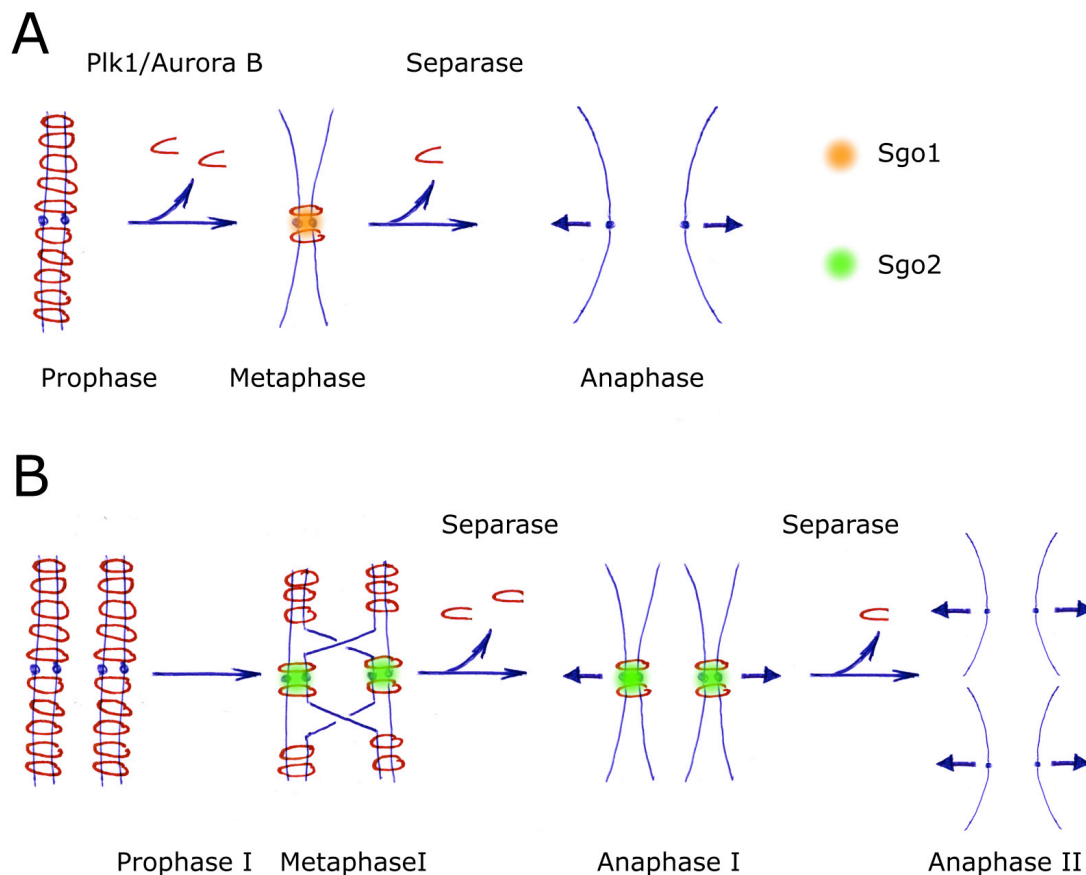 A
Plk1/Aurora B
Separase
Sgo1
Sgo2
Prophase
Metaphase
Anaphase
B
Separase
Separase
Prophase I
MetaphaseI
Anaphase I
Anaphase II